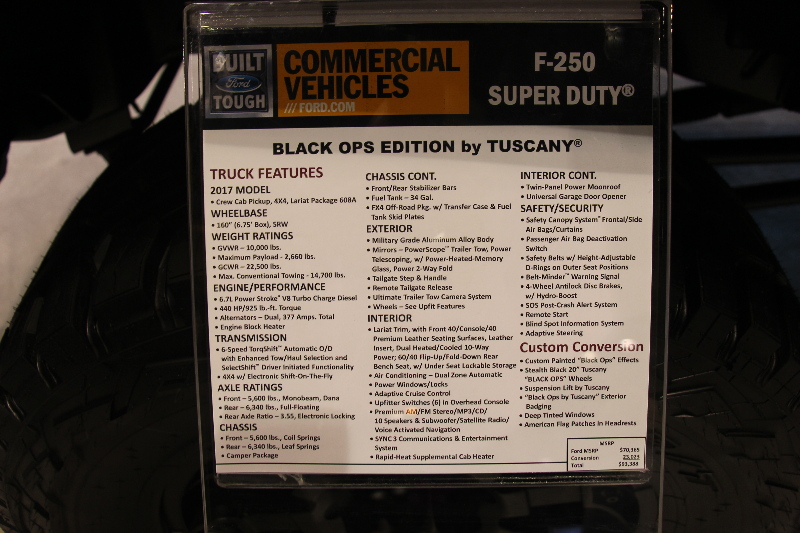 BUILT
Ford
TOUGH
COMMERCIAL
VEHICLES
/// FORD.COM
F-250
SUPER DUTY®
BLACK OPS EDITION by TUSCANY®
TRUCK FEATURES
2017 MODEL
• Crew Cab Pickup, 4X4, Lariat Package 608A
WHEELBASE
• 160" (6.75' Box), SRW
WEIGHT RATINGS
• GVWR – 10,000 lbs.
• Maximum Payload - 2,660 lbs.
• GCWR – 22,500 lbs.
• Max. Conventional Towing - 14,700 lbs.
ENGINE/PERFORMANCE
• 6.7L Power Stroke® V8 Turbo Charge Diesel
• 440 HP/925 lb.-ft. Torque
• Alternators – Dual, 377 Amps. Total
• Engine Block Heater
TRANSMISSION
• 6-Speed TorqShift™ Automatic O/D
with Enhanced Tow/Haul Selection and
SelectShift™ Driver Initiated Functionality
• 4X4 w/ Electronic Shift-On-The-Fly
AXLE RATINGS
• Front – 5,600 lbs., Monobeam, Dana
• Rear – 6,340 lbs., Full-Floating
• Rear Axle Ratio – 3.55, Electronic Locking
CHASSIS
• Front – 5,600 lbs., Coil Springs
• Rear – 6,340 lbs., Leaf Springs
• Camper Package
CHASSIS CONT.
• Front/Rear Stabilizer Bars
• Fuel Tank – 34 Gal.
• FX4 Off-Road Pkg. w/ Transfer Case & Fuel
Tank Skid Plates
EXTERIOR
• Military Grade Aluminum Alloy Body
• Mirrors – PowerScope™ Trailer Tow, Power
Telescoping, w/ Power-Heated-Memory
Glass, Power 2-Way Fold
• Tailgate Step & Handle
• Remote Tailgate Release
• Ultimate Trailer Tow Camera System
• Wheels – See Upfit Features
INTERIOR
• Lariat Trim, with Front 40/Console/40
Premium Leather Seating Surfaces, Leather
Insert, Dual Heated/Cooled 10-Way
Power; 60/40 Flip-Up/Fold-Down Rear
Bench Seat, w/ Under Seat Lockable Storage
• Air Conditioning – Dual Zone Automatic
• Power Windows/Locks
• Adaptive Cruise Control
• Upfitter Switches (6) in Overhead Console
• Premium AM/FM Stereo/MP3/CD/
10 Speakers & Subwoofer/Satellite Radio/
Voice Activated Navigation
• SYNC 3 Communications & Entertainment
System
• Rapid-Heat Supplemental Cab Heater
INTERIOR CONT.
• Twin-Panel Power Moonroof
• Universal Garage Door Opener
SAFETY/SECURITY
• Safety Canopy System® Frontal/Side
Air Bags/Curtains
• Passenger Air Bag Deactivation
Switch
• Safety Belts w/ Height-Adjustable
D-Rings on Outer Seat Positions
• Belt-Minder™ Warning Signal
• 4-Wheel Antilock Disc Brakes,
w/ Hydro-Boost
• SOS Post-Crash Alert System
• Remote Start
• Blind Spot Information System
• Adaptive Steering
Custom Conversion
• Custom Painted "Black Ops" Effects
• Stealth Black 20" Tuscany
"BLACK OPS" Wheels
• Suspension Lift by Tuscany
• "Black Ops by Tuscany" Exterior
Badging
• Deep Tinted Windows
• American Flag Patches in Headrests
MSRP
Ford MSRP $70,365
Conversion 23,023
Total $93,388